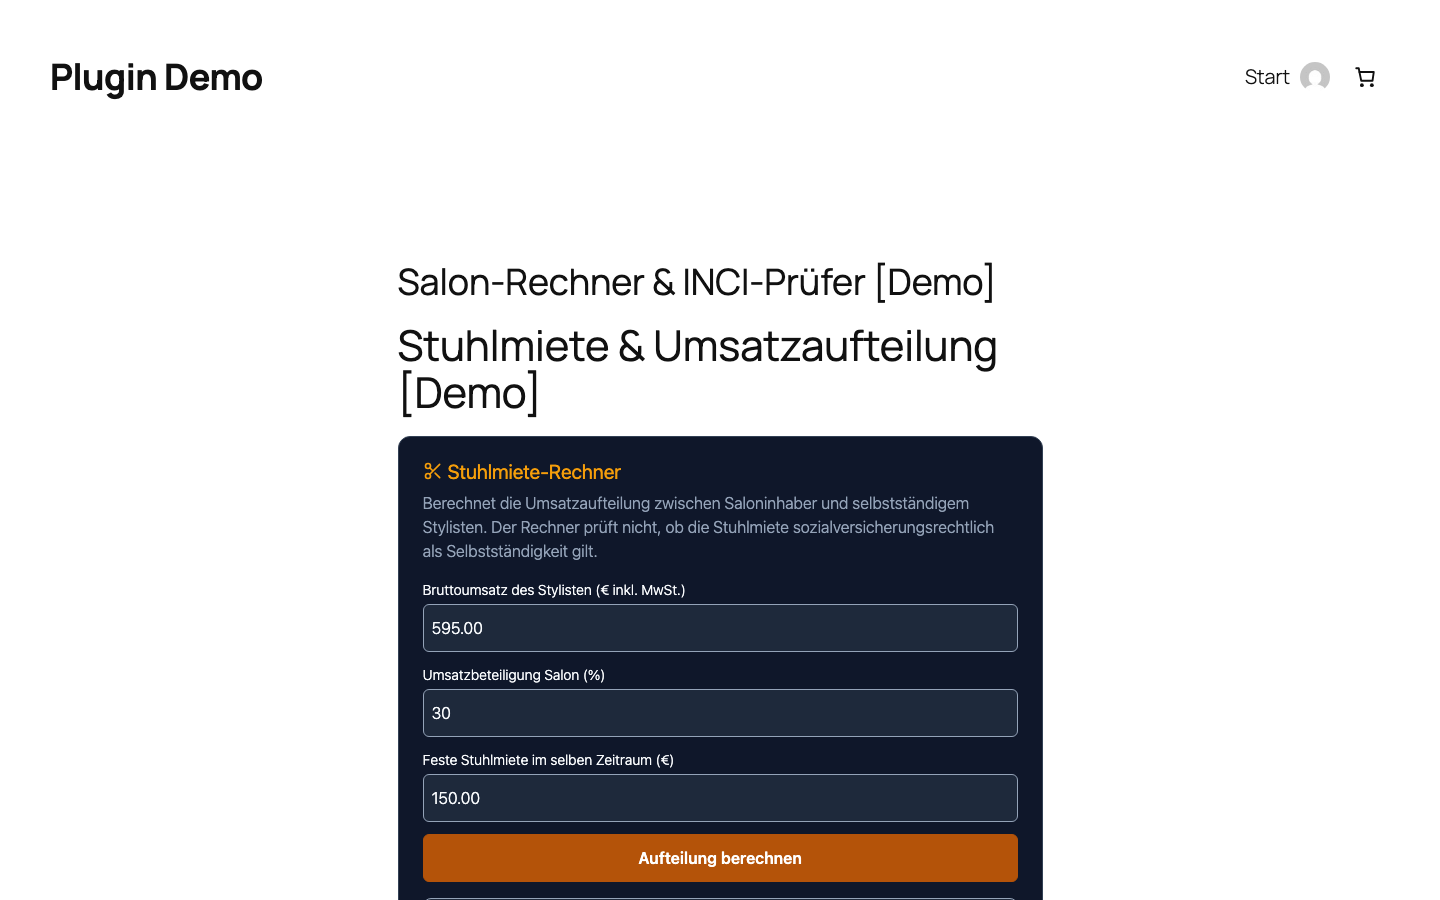 Plugin Demo
Start
Salon-Rechner & INCI-Prüfer [Demo]
Stuhlmiete & Umsatzaufteilung
[Demo]
Stuhlmiete-Rechner
Berechnet die Umsatzaufteilung zwischen Saloninhaber und selbstständigem
Stylisten. Der Rechner prüft nicht, ob die Stuhlmiete sozialversicherungsrechtlich
als Selbstständigkeit gilt.
Bruttoumsatz des Stylisten (€ inkl. MwSt.)
595.00
Umsatzbeteiligung Salon (%)
30
Feste Stuhlmiete im selben Zeitraum (€)
150.00
Aufteilung berechnen